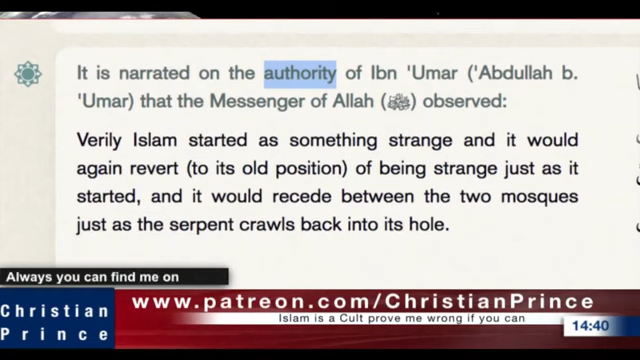 It is narrated on the authority of Ibn 'Umar ('Abdullah b.
'Umar) that the Messenger of Allah (ﷺ) observed:
Verily Islam started as something strange and it would
again revert (to its old position) of being strange just as it
started, and it would recede between the two mosques
just as the serpent crawls back into its hole.
Always you can find me on
Christian
Prince
www.patreon.com/ChristianPrince
Islam is a Cult prove me wrong if you can
14:40